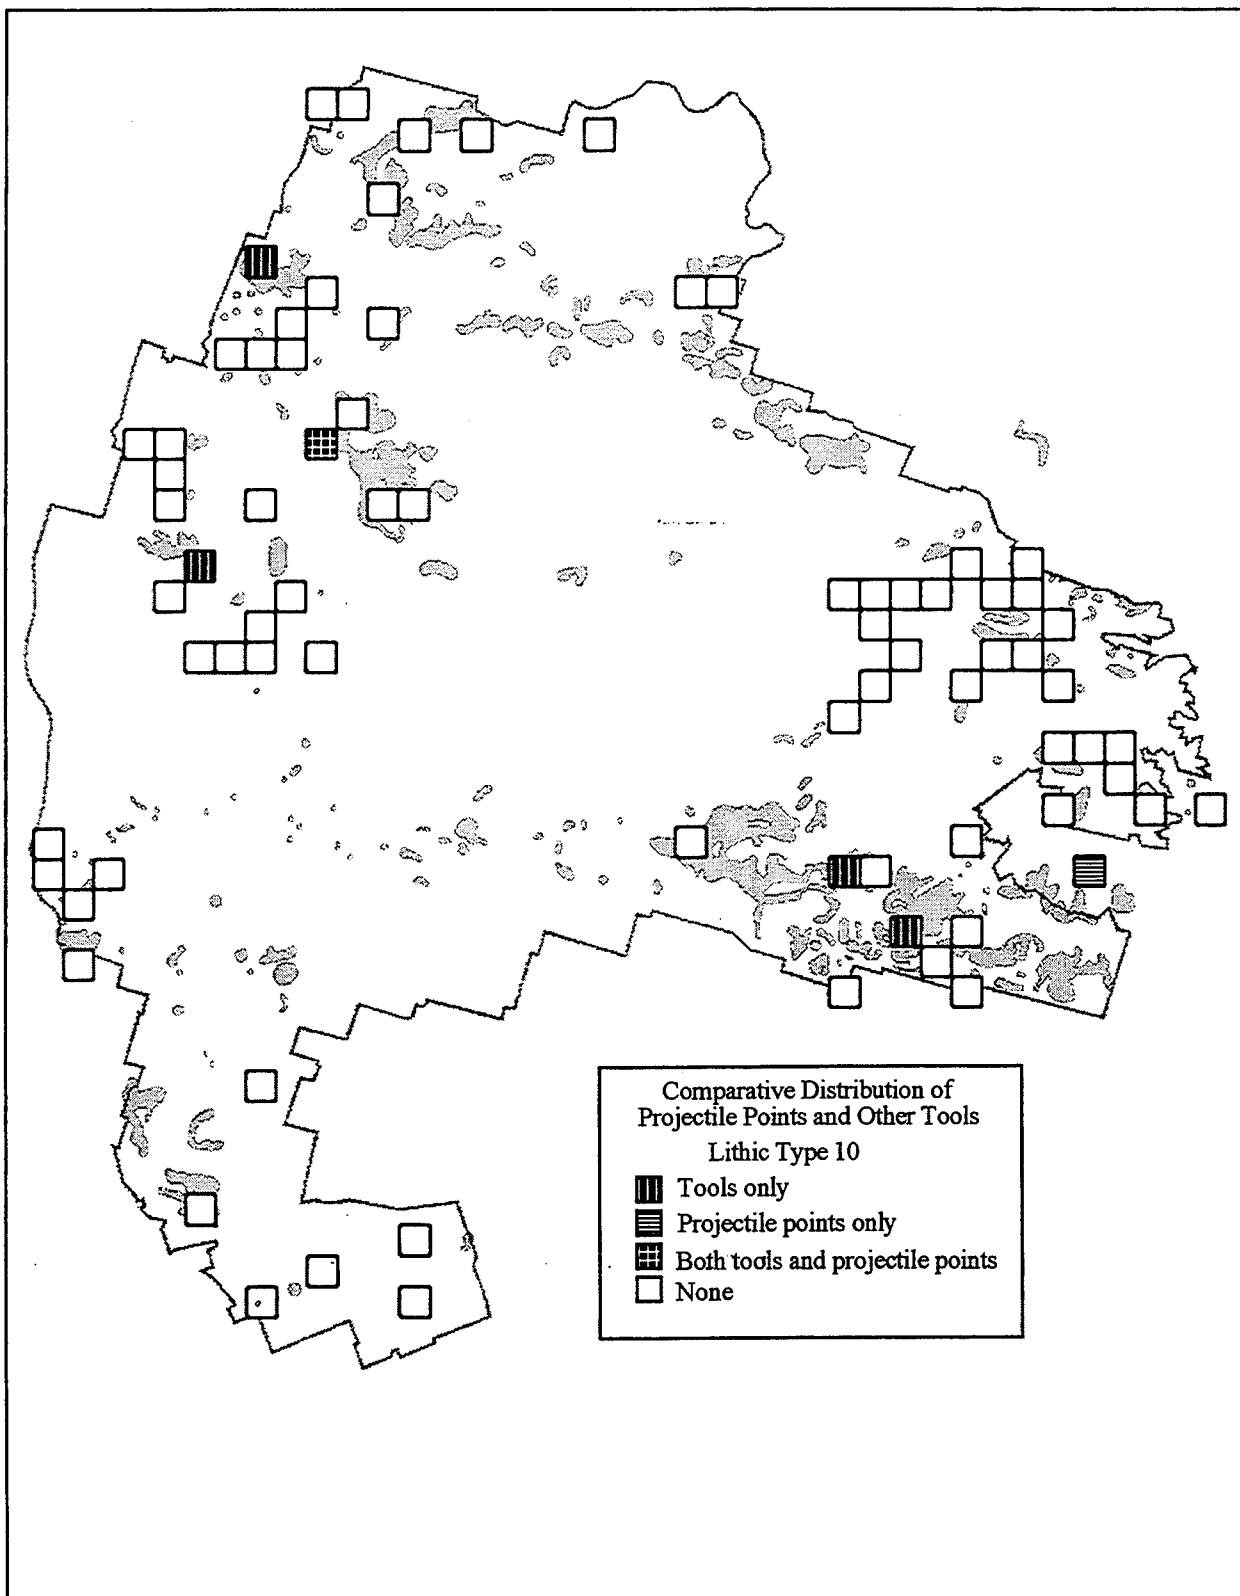 Comparative Distribution of
Projectile Points and Other Tools
Lithic Type 10
Tools only
Projectile points only
Both tools and projectile points
None